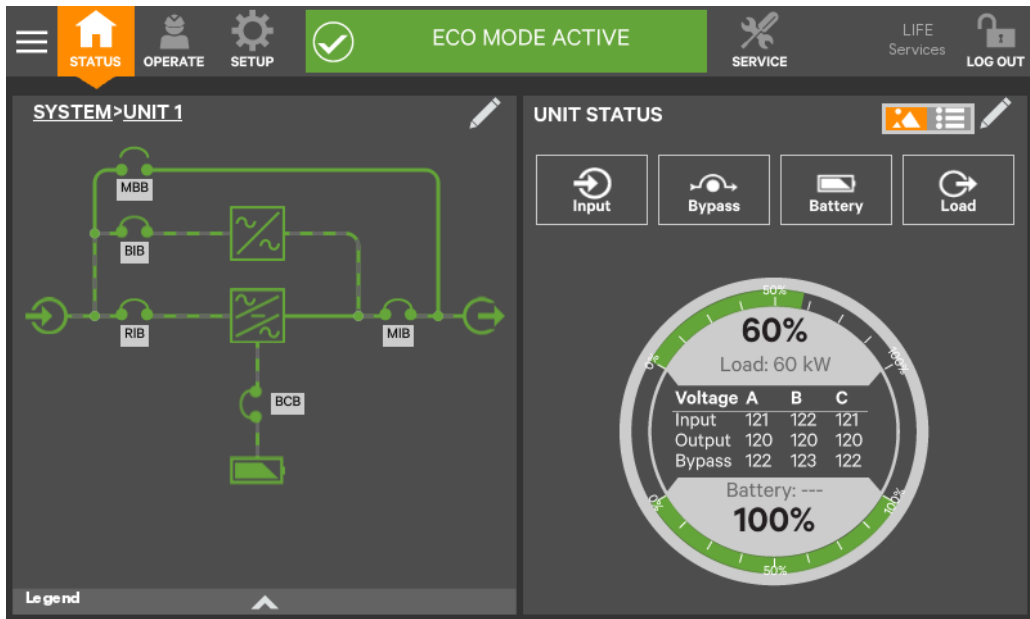 STATUS
OPERATE
SETUP
ECO MODE ACTIVE
SERVICE
LIFE
Services
LOG OUT
SYSTEM>UNIT 1
MBB
BIB
RIB
MIB
BCB
Legend
UNIT STATUS
Input
Bypass
Battery
Load
0%
50%
100%
60%
Load: 60 kW
Voltage A B C
Input 121 122 121
Output 120 120 120
Bypass 122 123 122
Battery: ---
100%
0%
50%
100%